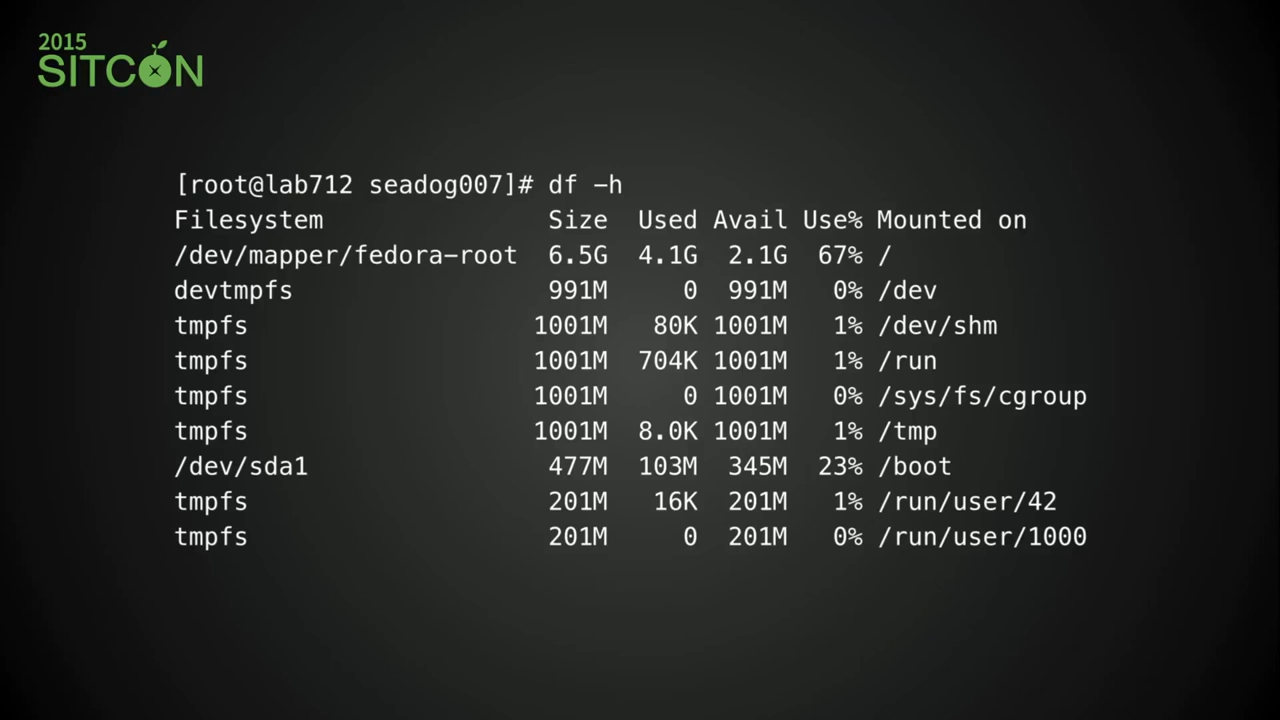 2015
SITCON
[root@lab712 seadog007]# df -h
Filesystem                Size  Used Avail Use% Mounted on
/dev/mapper/fedora-root   6.5G  4.1G  2.1G  67% /
devtmpfs                  991M     0  991M   0% /dev
tmpfs                    1001M   80K 1001M   1% /dev/shm
tmpfs                    1001M  704K 1001M   1% /run
tmpfs                    1001M     0 1001M   0% /sys/fs/cgroup
tmpfs                    1001M  8.0K 1001M   1% /tmp
/dev/sda1                 477M  103M  345M  23% /boot
tmpfs                     201M   16K  201M   1% /run/user/42
tmpfs                     201M     0  201M   0% /run/user/1000